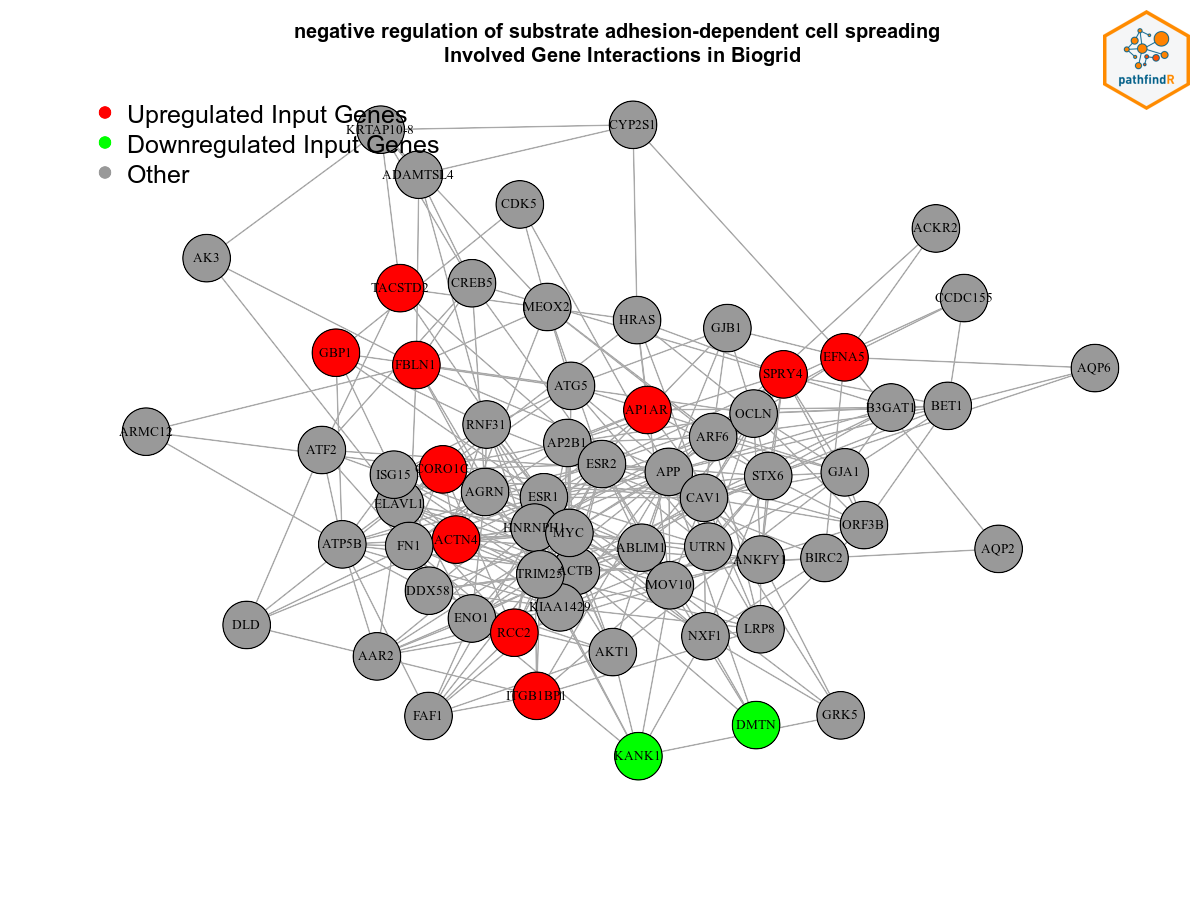 negative regulation of substrate adhesion-dependent cell spreading
Involved Gene Interactions in Biogrid
pathfindR
Upregulated Input Genes
Downregulated Input Genes
Other
KRTAP10-8
CYP2S1
ADAMTSL4
CDK5
ACKR2
AK3
TACSTD2
CREB5
CCDC155
MEOX2
HRAS
GJB1
GBP1
FBLN1
SPRY4
EFNA5
AQP6
ATG5
AP1AR
OCLN
B3GAT1
BET1
ARMC12
RNF31
ARF6
ATF2
AP2B1
ESR2
ISG15
CORO1C
APP
STX6
GJA1
AGRN
ESR1
CAV1
ELAVL1
HNRNPH1
MYC
ORF3B
ATP5B
FN1
ACTN4
ABLIM1
UTRN
ANKFY1
BIRC2
AQP2
TRIM25
ACTB
MOV10
DDX58
KIAA1429
ENO1
DLD
RCC2
NXF1
LRP8
AAR2
AKT1
ITGB1BP1
FAF1
DMTN
GRK5
KANK1